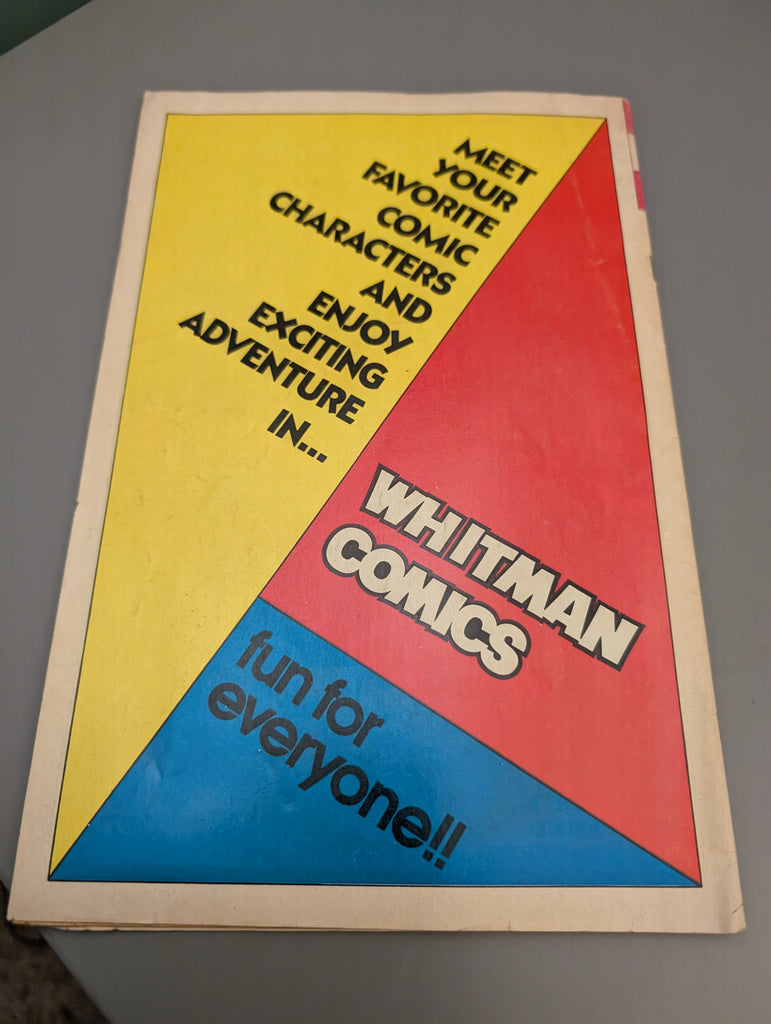 MEET
YOUR
FAVORITE
COMIC
CHARACTERS
AND
ENJOY
EXCITING
ADVENTURE
IN...
WHITMAN
COMICS
fun for
everyone!!